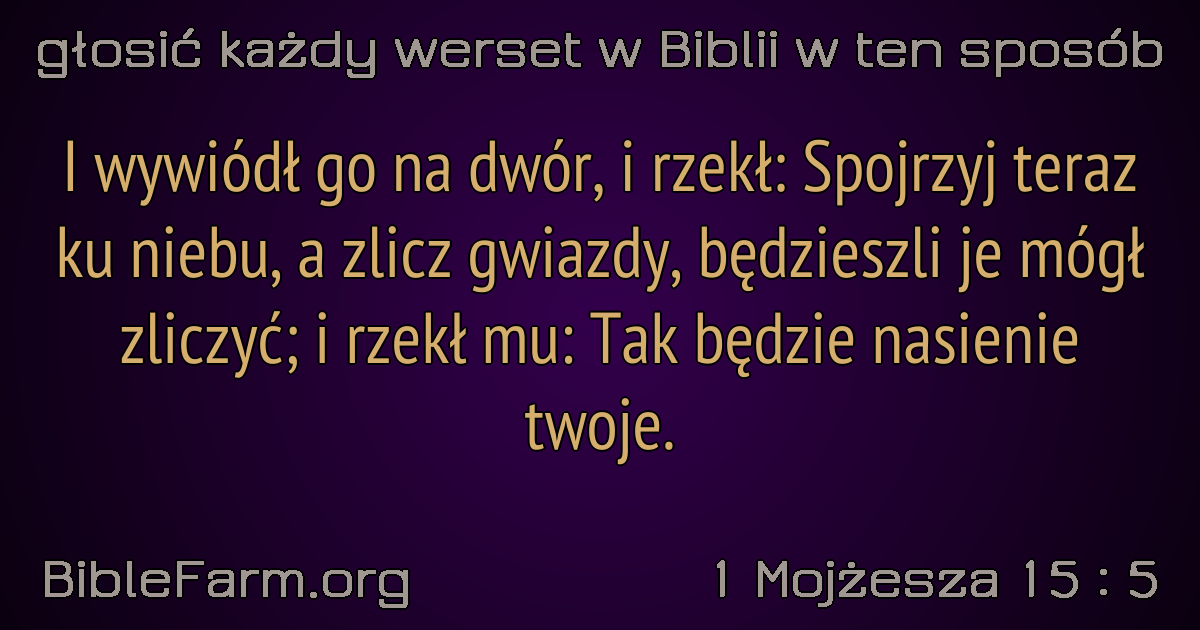 głosić każdy werset w Biblii w ten sposób
I wywiódł go na dwór, i rzekł: Spojrzyj teraz
ku niebu, a zlicz gwiazdy, będzieszli je mógł
zliczyć; i rzekł mu: Tak będzie nasienie
twoje.
BibleFarm.org
1 Mojżesza 15 : 5